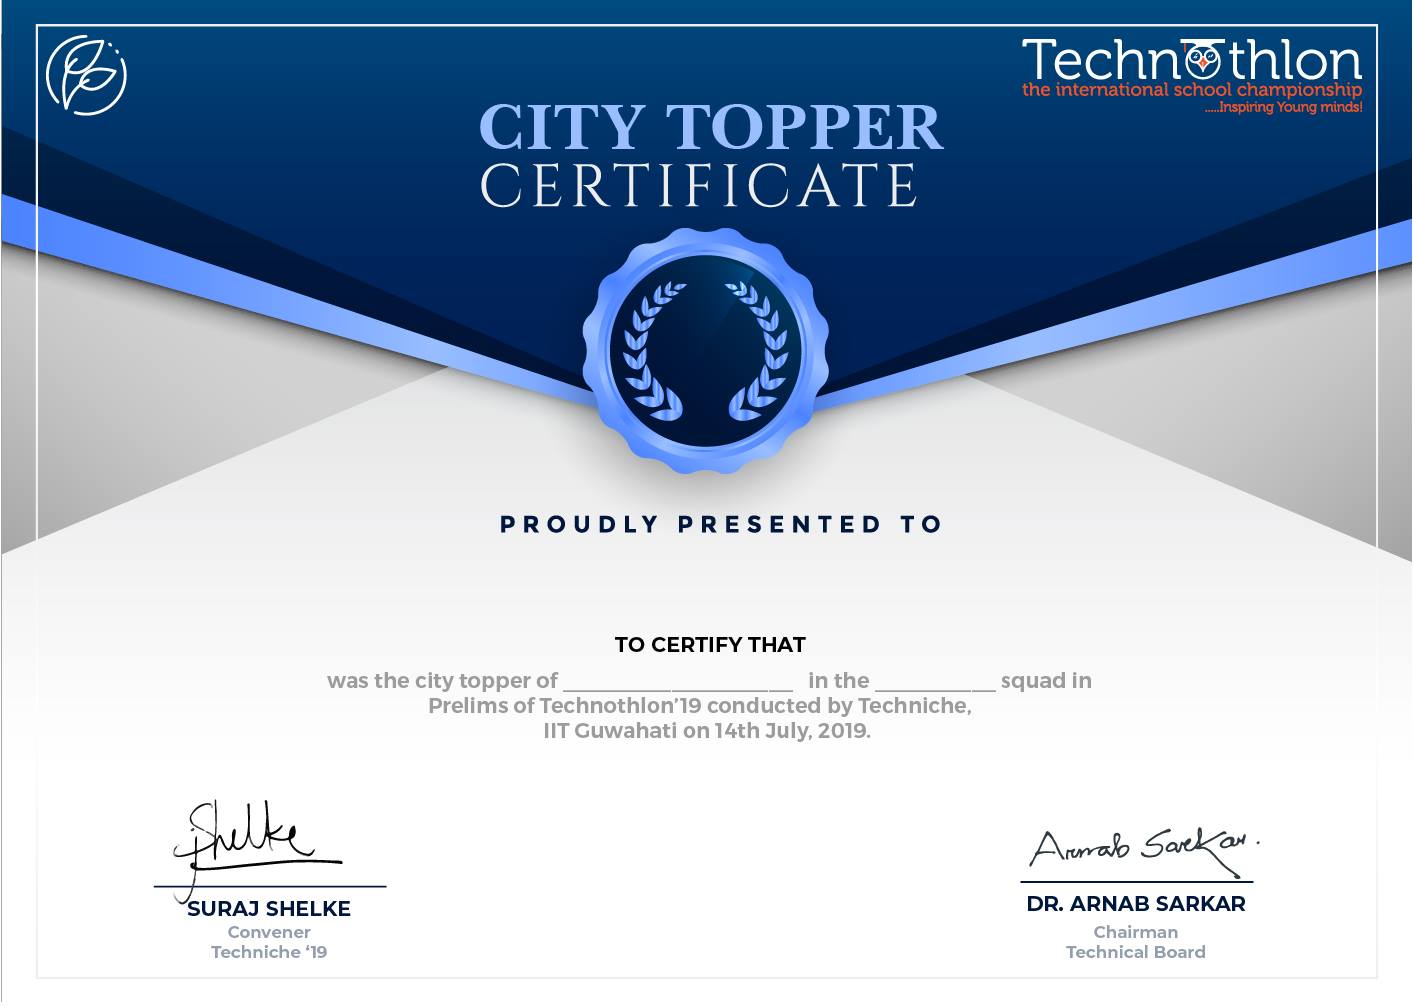 Technothlon
the international school championship
.....Inspiring Young minds!
CITY TOPPER
CERTIFICATE
PROUDLY PRESENTED TO
TO CERTIFY THAT
was the city topper of ____________________ in the ___________ squad in
Prelims of Technothlon’19 conducted by Techniche,
IIT Guwahati on 14th July, 2019.
Shelke
SURAJ SHELKE
Convener
Techniche ‘19
Arnab Sarkar.
DR. ARNAB SARKAR
Chairman
Technical Board